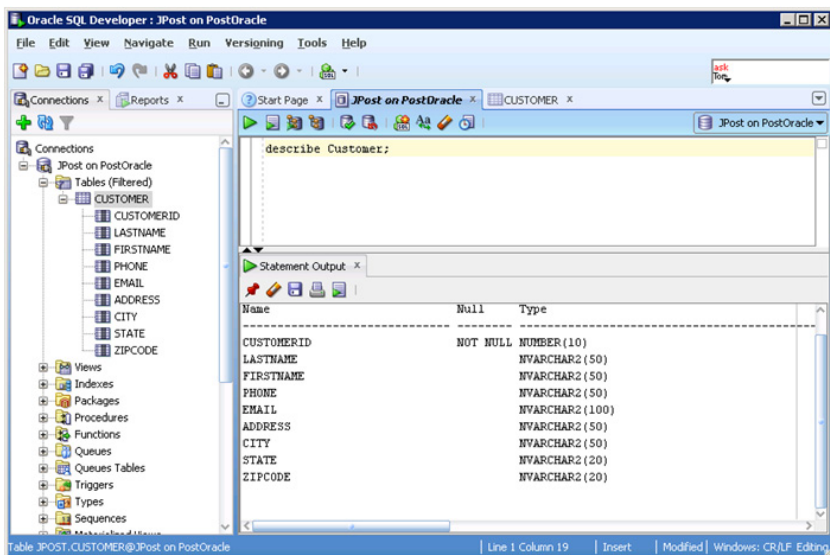 Oracle SQL Developer : JPost on PostOracle
File Edit View Navigate Run Versioning Tools Help
ask
Tom
Connections x Reports x
Start Page x JPost on PostOracle x CUSTOMER x
JPost on PostOracle
Connections
JPost on PostOracle
Tables (Filtered)
CUSTOMER
CUSTOMERID
LASTNAME
FIRSTNAME
PHONE
EMAIL
ADDRESS
CITY
STATE
ZIPCODE
Views
Indexes
Packages
Procedures
Functions
Queues
Queues Tables
Triggers
Types
Sequences
describe Customer;
Statement Output x
Name Null Type
------------------------------ -------- ----------------------------------------
CUSTOMERID NOT NULL NUMBER(10)
LASTNAME NVARCHAR2(50)
FIRSTNAME NVARCHAR2(50)
PHONE NVARCHAR2(50)
EMAIL NVARCHAR2(100)
ADDRESS NVARCHAR2(50)
CITY NVARCHAR2(50)
STATE NVARCHAR2(20)
ZIPCODE NVARCHAR2(20)
Table JPOST.CUSTOMER@JPost on PostOracle Line 1 Column 19 Insert Modified Windows: CR/LF Editing